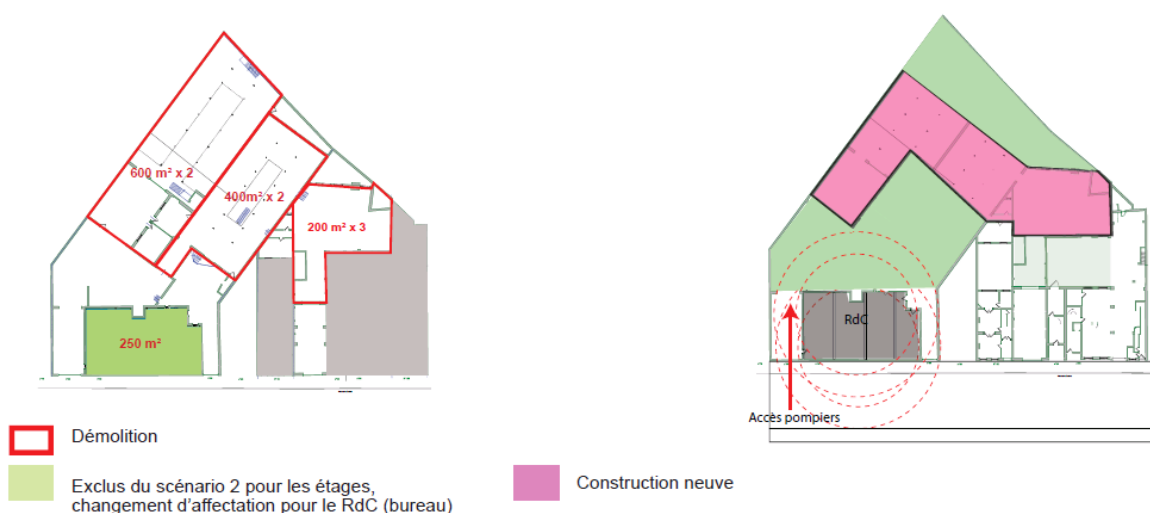 600 m² x 2
400m² x 2
200 m² x 3
250 m²
RdC
Accès pompiers
Démolition
Exclus du scénario 2 pour les étages,
changement d'affectation pour le RdC (bureau)
Construction neuve